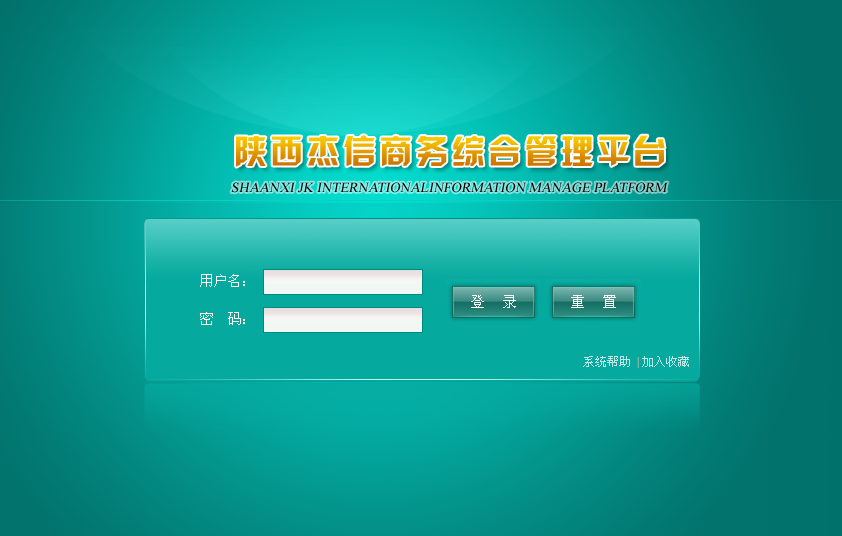 陕西杰信商务综合管理平台
SHAANXI JK INTERNATIONALINFORMATION MANAGE PLATFORM
用户名：
登 录 重 置
密 码：
系统帮助 |加入收藏